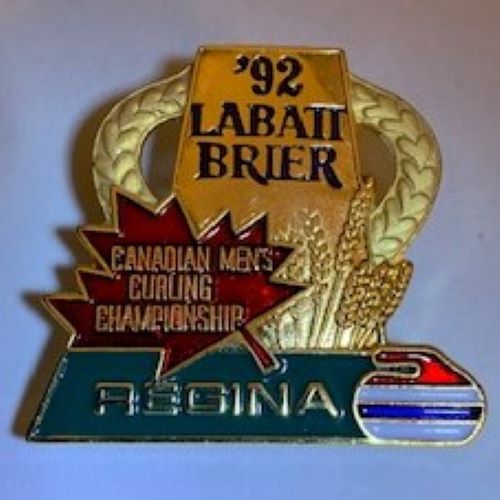 '92
LABATT
BRIER
CANADIAN MEN'S
CURLING
CHAMPIONSHIP
REGINA